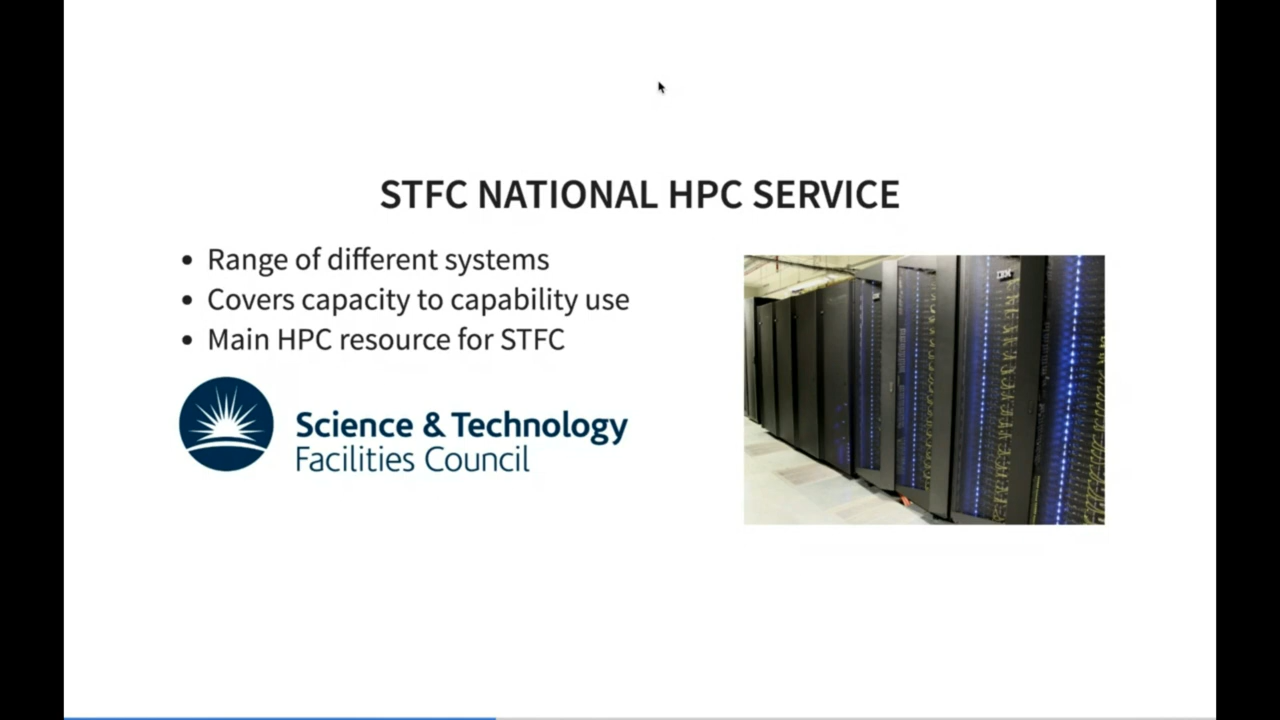 STFC NATIONAL HPC SERVICE
Range of different systems
Covers capacity to capability use
Main HPC resource for STFC
Science & Technology
Facilities Council
IBM